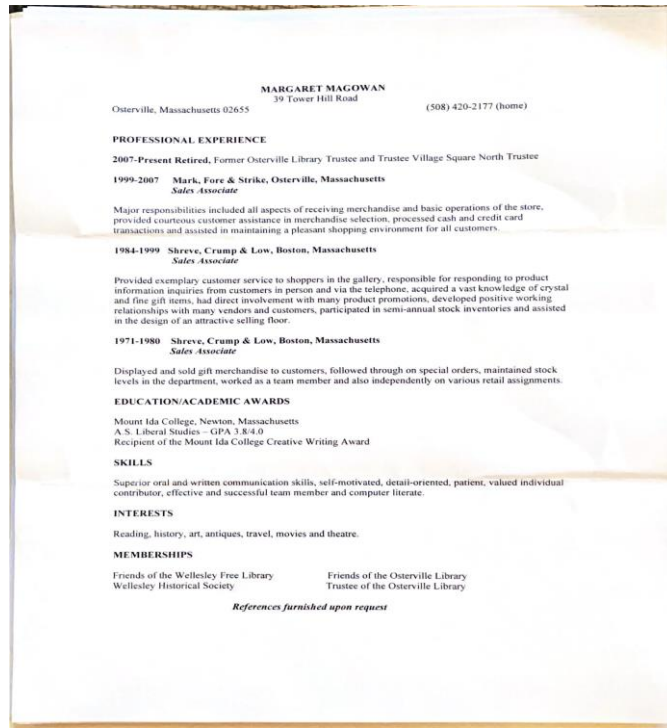 MARGARET MAGOWAN
39 Tower Hill Road
Osterville, Massachusetts 02655 (508) 420-2177 (home)
PROFESSIONAL EXPERIENCE
2007-Present Retired, Former Osterville Library Trustee and Trustee Village Square North Trustee
1999-2007 Mark, Fore & Strike, Osterville, Massachusetts
Sales Associate
Major responsibilities included all aspects of receiving merchandise and basic operations of the store,
provided courteous customer assistance in merchandise selection, processed cash and credit card
transactions and assisted in maintaining a pleasant shopping environment for all customers.
1984-1999 Shreve, Crump & Low, Boston, Massachusetts
Sales Associate
Provided exemplary customer service to shoppers in the gallery, responsible for responding to product
information inquiries from customers in person and via the telephone, acquired a vast knowledge of crystal
and fine gift items, had direct involvement with many product promotions, developed positive working
relationships with many vendors and customers, participated in semi-annual stock inventories and assisted
in the design of an attractive selling floor.
1971-1980 Shreve, Crump & Low, Boston, Massachusetts
Sales Associate
Displayed and sold gift merchandise to customers, followed through on special orders, maintained stock
levels in the department, worked as a team member and also independently on various retail assignments.
EDUCATION/ACADEMIC AWARDS
Mount Ida College, Newton, Massachusetts
A.S. Liberal Studies – GPA 3.8/4.0
Recipient of the Mount Ida College Creative Writing Award
SKILLS
Superior oral and written communication skills, self-motivated, detail-oriented, patient, valued individual
contributor, effective and successful team member and computer literate.
INTERESTS
Reading, history, art, antiques, travel, movies and theatre.
MEMBERSHIPS
Friends of the Wellesley Free Library Friends of the Osterville Library
Wellesley Historical Society Trustee of the Osterville Library
References furnished upon request